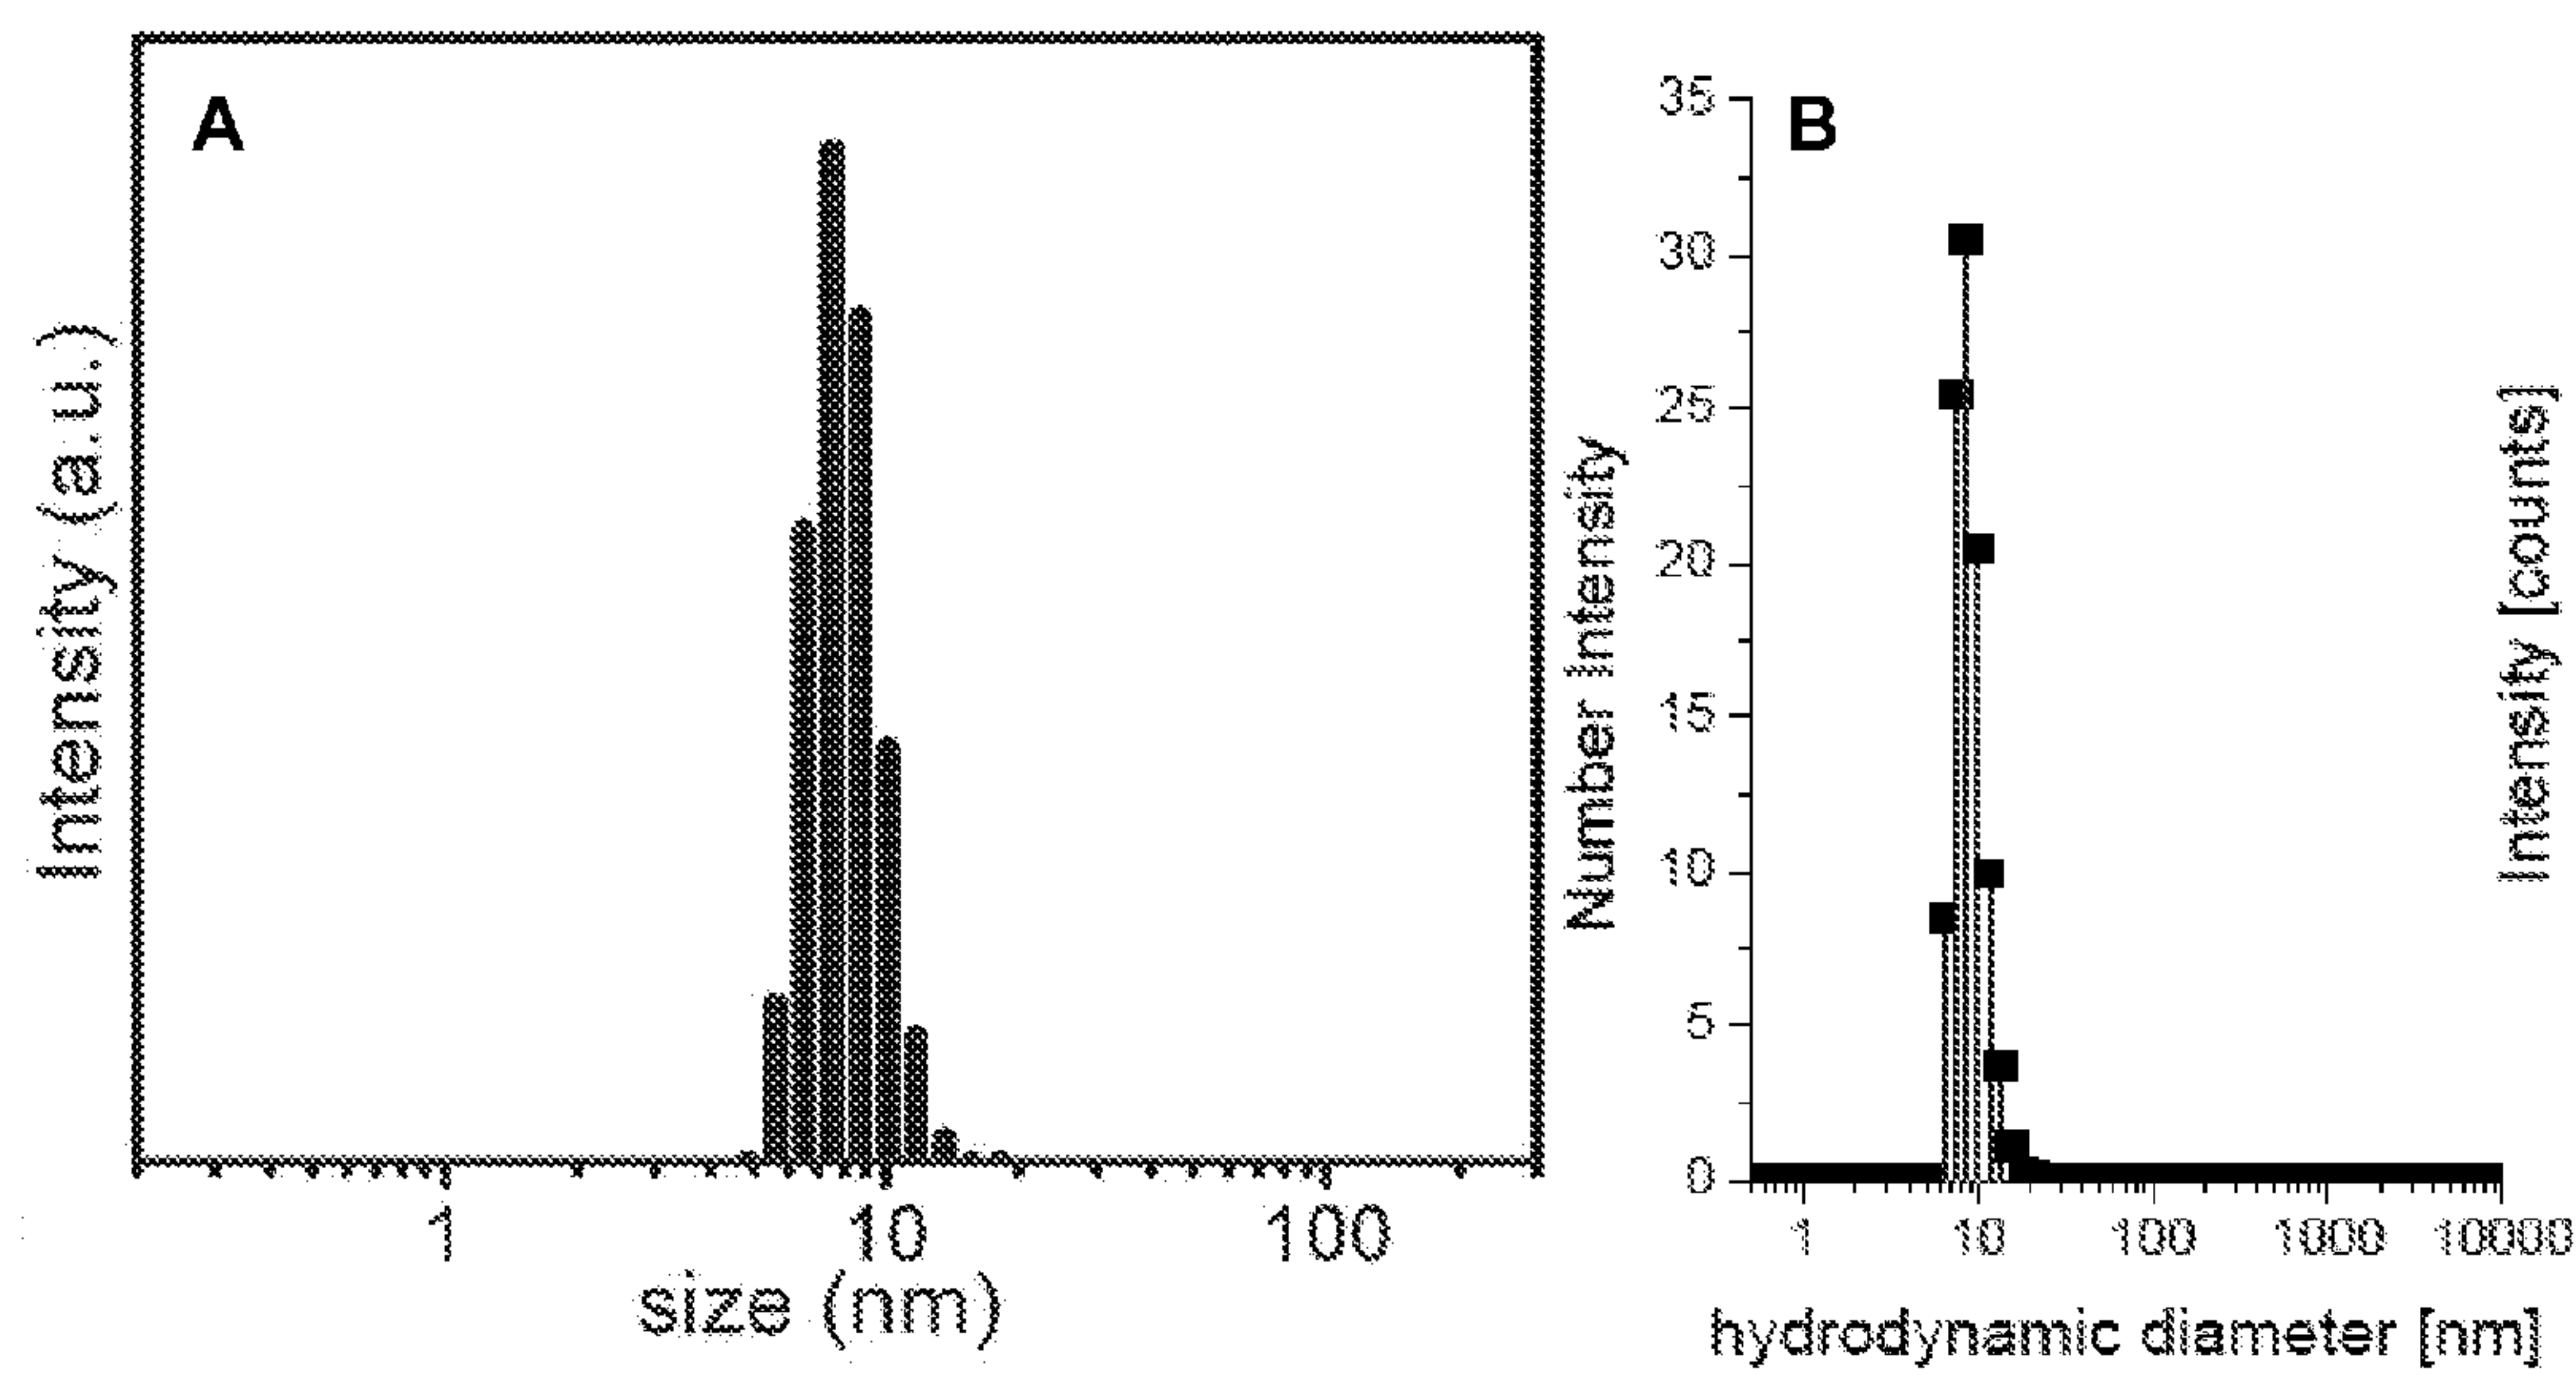 A
Intensity (a.u.)
1
10
100
size (nm)
B
Number Intensity
35
30
25
20
15
10
5
0
1
10
100
1000
10000
hydrodynamic diameter [nm]
Intensity [counts]